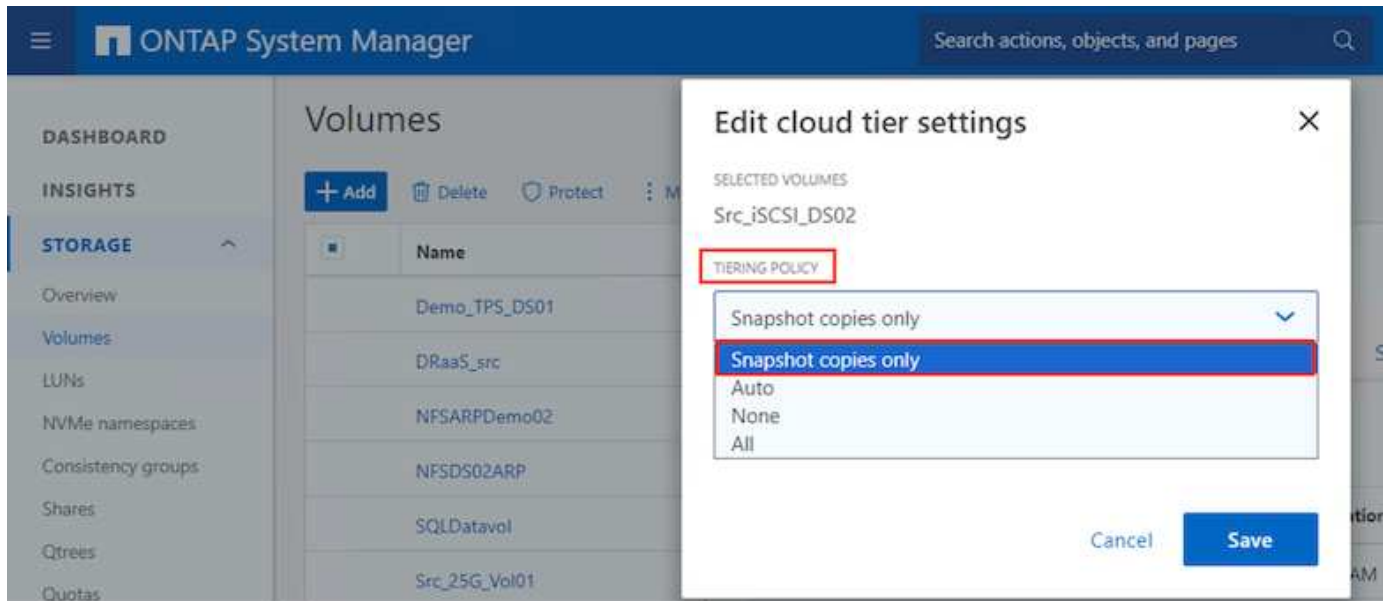 ONTAP System Manager
Search actions, objects, and pages
DASHBOARD
INSIGHTS
STORAGE
Overview
Volumes
LUNs
NVMe namespaces
Consistency groups
Shares
Qtrees
Quotas
Volumes
Add
Delete
Protect
M
Name
Demo_TPS_DS01
DRaaS_src
NFSARPDemo02
NFSDS02ARP
SQLDatavol
Src_25G_Vol01
Edit cloud tier settings
SELECTED VOLUMES
Src_iSCSI_DS02
TIERING POLICY
Snapshot copies only
Snapshot copies only
Auto
None
All
Cancel
Save
AM